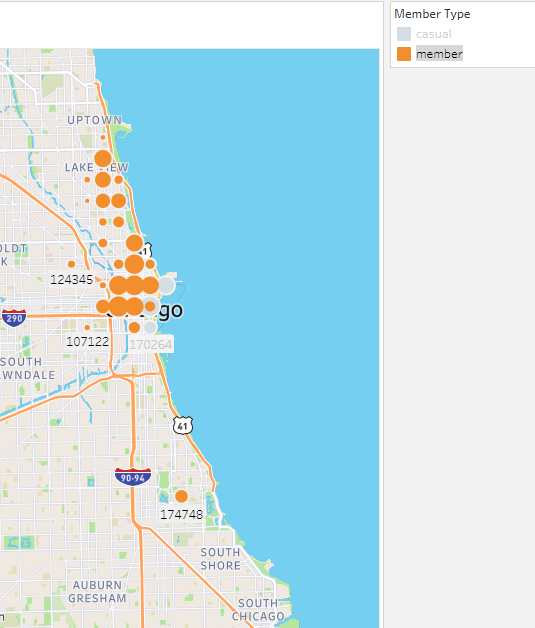 Member Type
casual
member
UPTOWN
LAKE VIEW
OLDT
K
41
124345
290
go
107122
170264
SOUTH
WNDALE
41
90-94
174748
SOUTH
SHORE
AUBURN
GRESHAM
SOUTH
CHICAGO
n